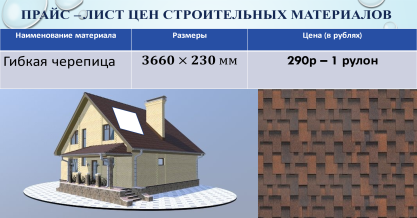 ПРАЙС – ЛИСТ ЦЕН СТРОИТЕЛЬНЫХ МАТЕРИАЛОВ
Наименование материала Размеры Цена (в рублях)
Гибкая черепица 3660 × 230 мм 290р – 1 рулон